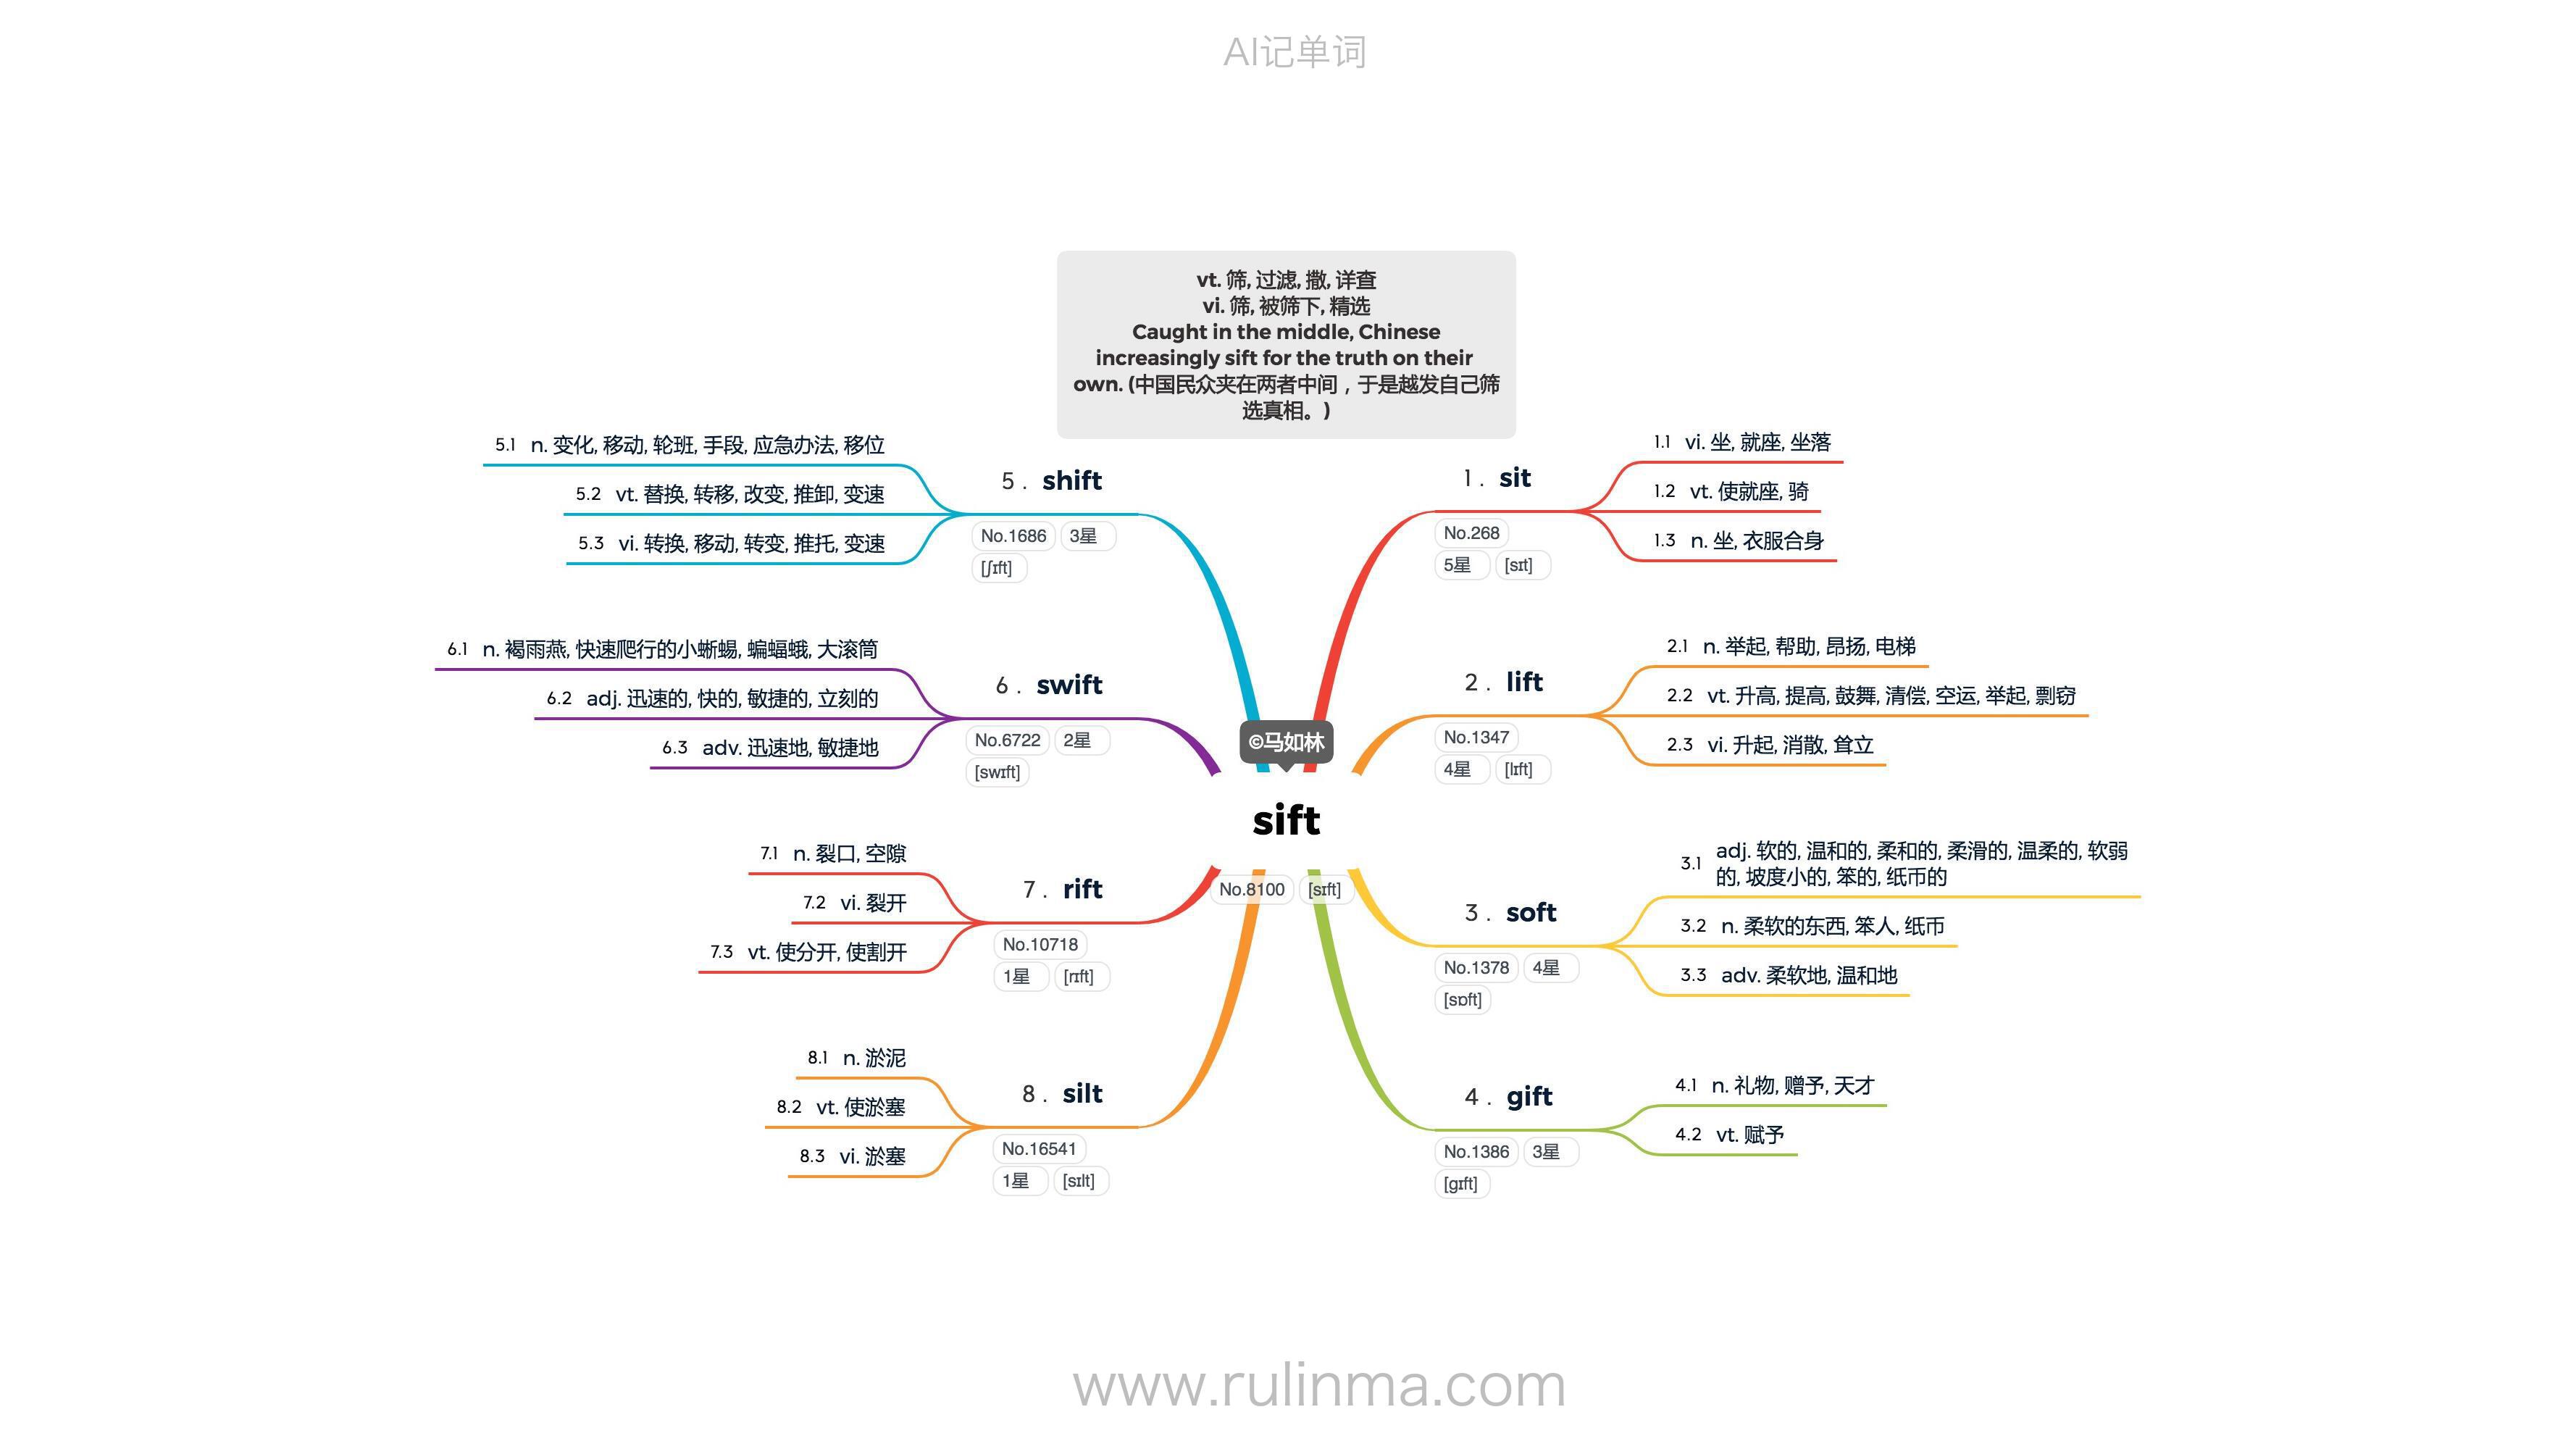 AI记单词
vt. 筛, 过滤, 撒, 详查
vi. 筛, 被筛下, 精选
Caught in the middle, Chinese
increasingly sift for the truth on their
own. (中国民众夹在两者中间，于是越发自己筛
选真相。)
©马如林
sift
No.8100 [sɪft]
1. sit
No.268
5星 [sɪt]
1.1 vi. 坐, 就座, 坐落
1.2 vt. 使就座, 骑
1.3 n. 坐, 衣服合身
2. lift
No.1347
4星 [lɪft]
2.1 n. 举起, 帮助, 昂扬, 电梯
2.2 vt. 升高, 提高, 鼓舞, 清偿, 空运, 举起, 剽窃
2.3 vi. 升起, 消散, 耸立
3. soft
No.1378 4星
[sɒft]
3.1 adj. 软的, 温和的, 柔和的, 柔滑的, 温柔的, 软弱
的, 坡度小的, 笨的, 纸币的
3.2 n. 柔软的东西, 笨人, 纸币
3.3 adv. 柔软地, 温和地
4. gift
No.1386 3星
[gɪft]
4.1 n. 礼物, 赠予, 天才
4.2 vt. 赋予
5. shift
No.1686 3星
[ʃɪft]
5.1 n. 变化, 移动, 轮班, 手段, 应急办法, 移位
5.2 vt. 替换, 转移, 改变, 推卸, 变速
5.3 vi. 转换, 移动, 转变, 推托, 变速
6. swift
No.6722 2星
[swɪft]
6.1 n. 褐雨燕, 快速爬行的小蜥蜴, 蝙蝠蛾, 大滚筒
6.2 adj. 迅速的, 快的, 敏捷的, 立刻的
6.3 adv. 迅速地, 敏捷地
7. rift
No.10718
1星 [rɪft]
7.1 n. 裂口, 空隙
7.2 vi. 裂开
7.3 vt. 使分开, 使割开
8. silt
No.16541
1星 [sɪlt]
8.1 n. 淤泥
8.2 vt. 使淤塞
8.3 vi. 淤塞
www.rulinma.com